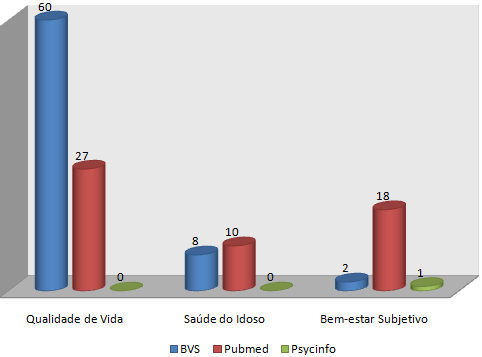 60
27
0
8
10
0
2
18
1
Qualidade de Vida
Saúde do Idoso
Bem-estar Subjetivo
BVS Pubmed Psycinfo